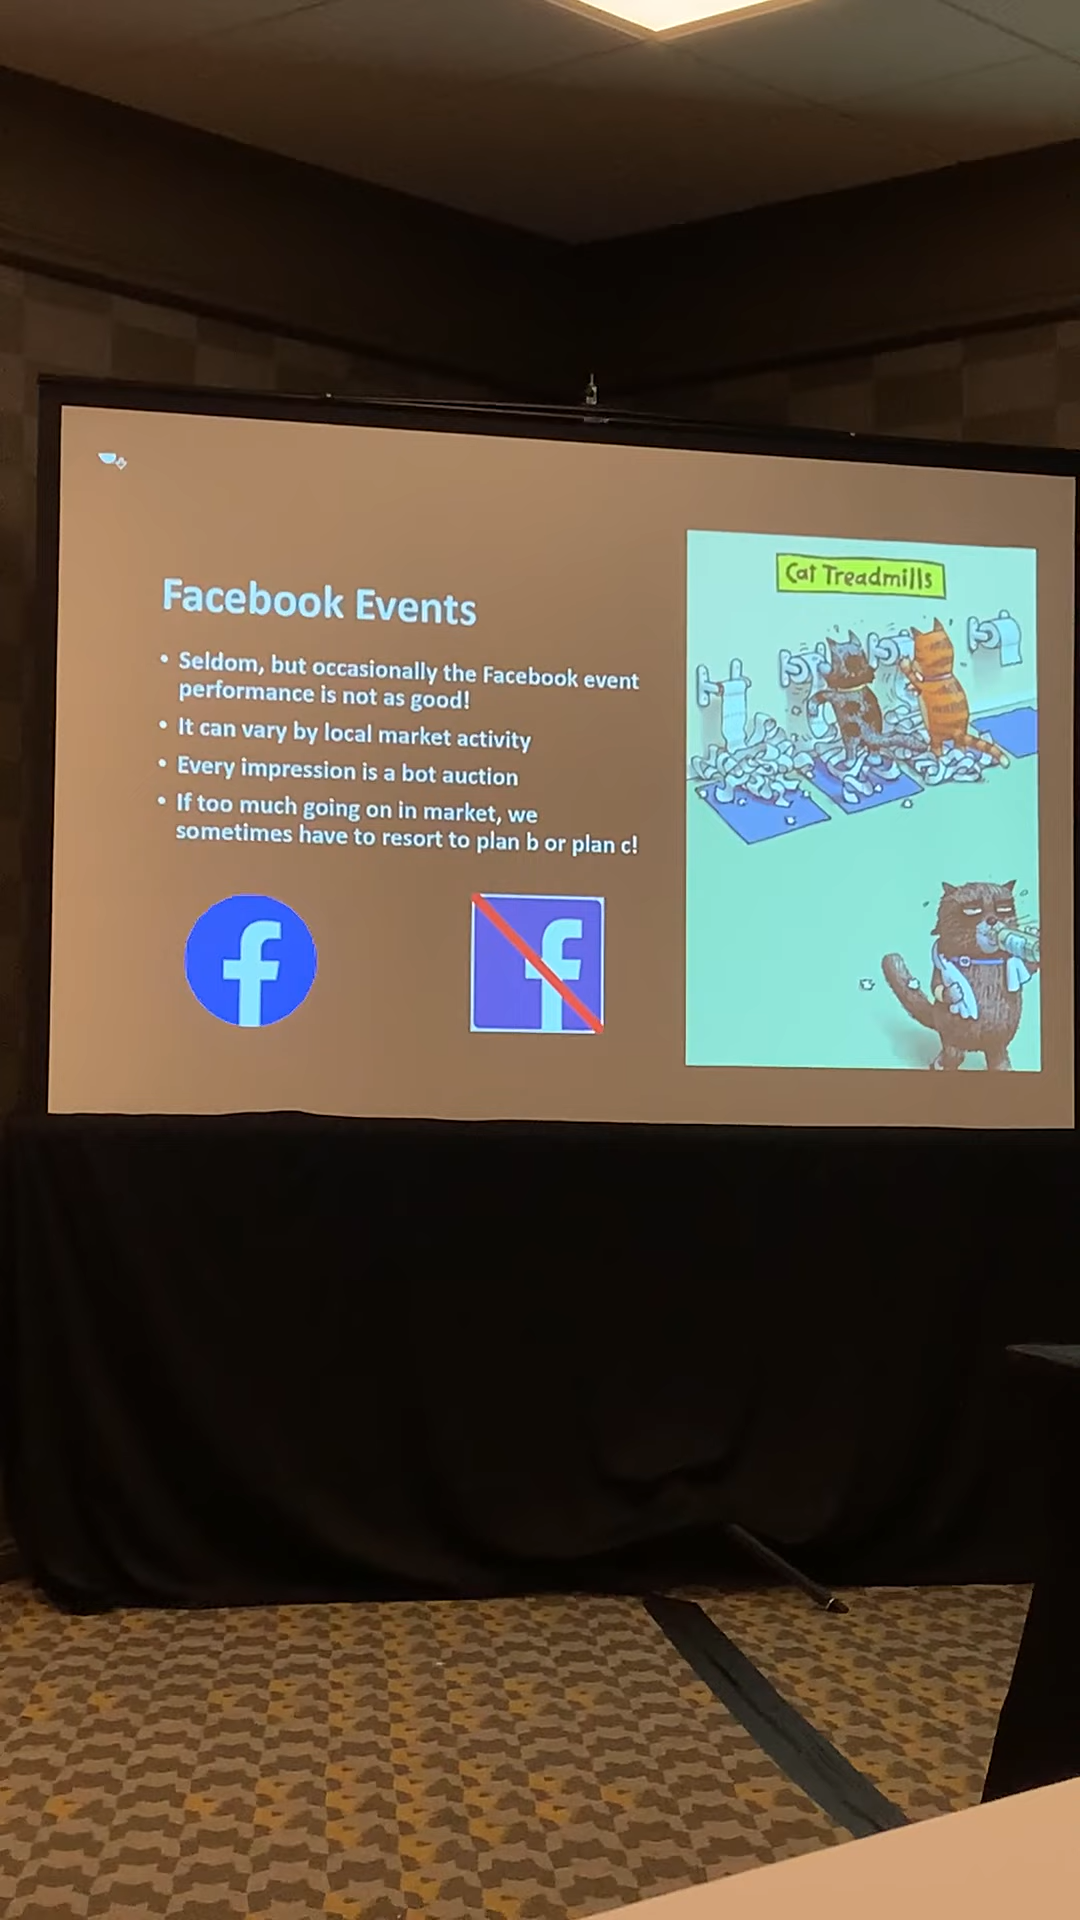 Facebook Events
• Seldom, but occasionally the Facebook event
performance is not as good!
• It can vary by local market activity
• Every impression is a bot auction
• If too much going on in market, we
sometimes have to resort to plan b or plan c!
Cat Treadmills